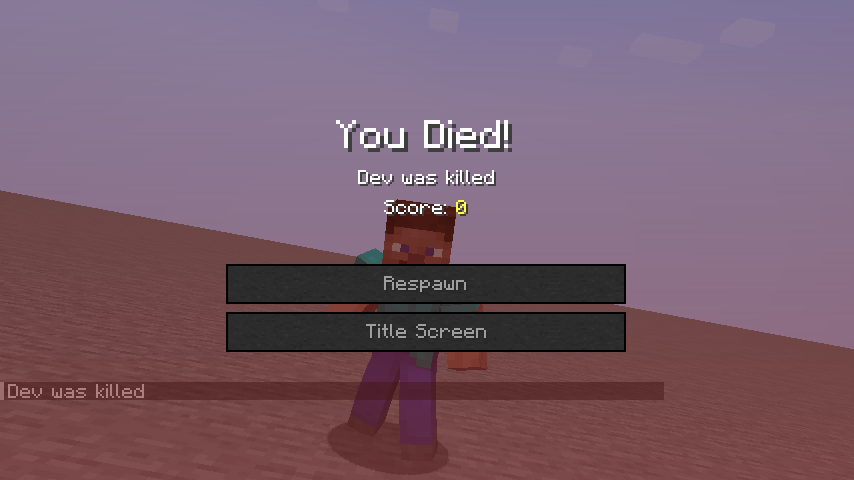 You Died!
Dev was killed
Score: 0
Respawn
Title Screen
Dev was killed